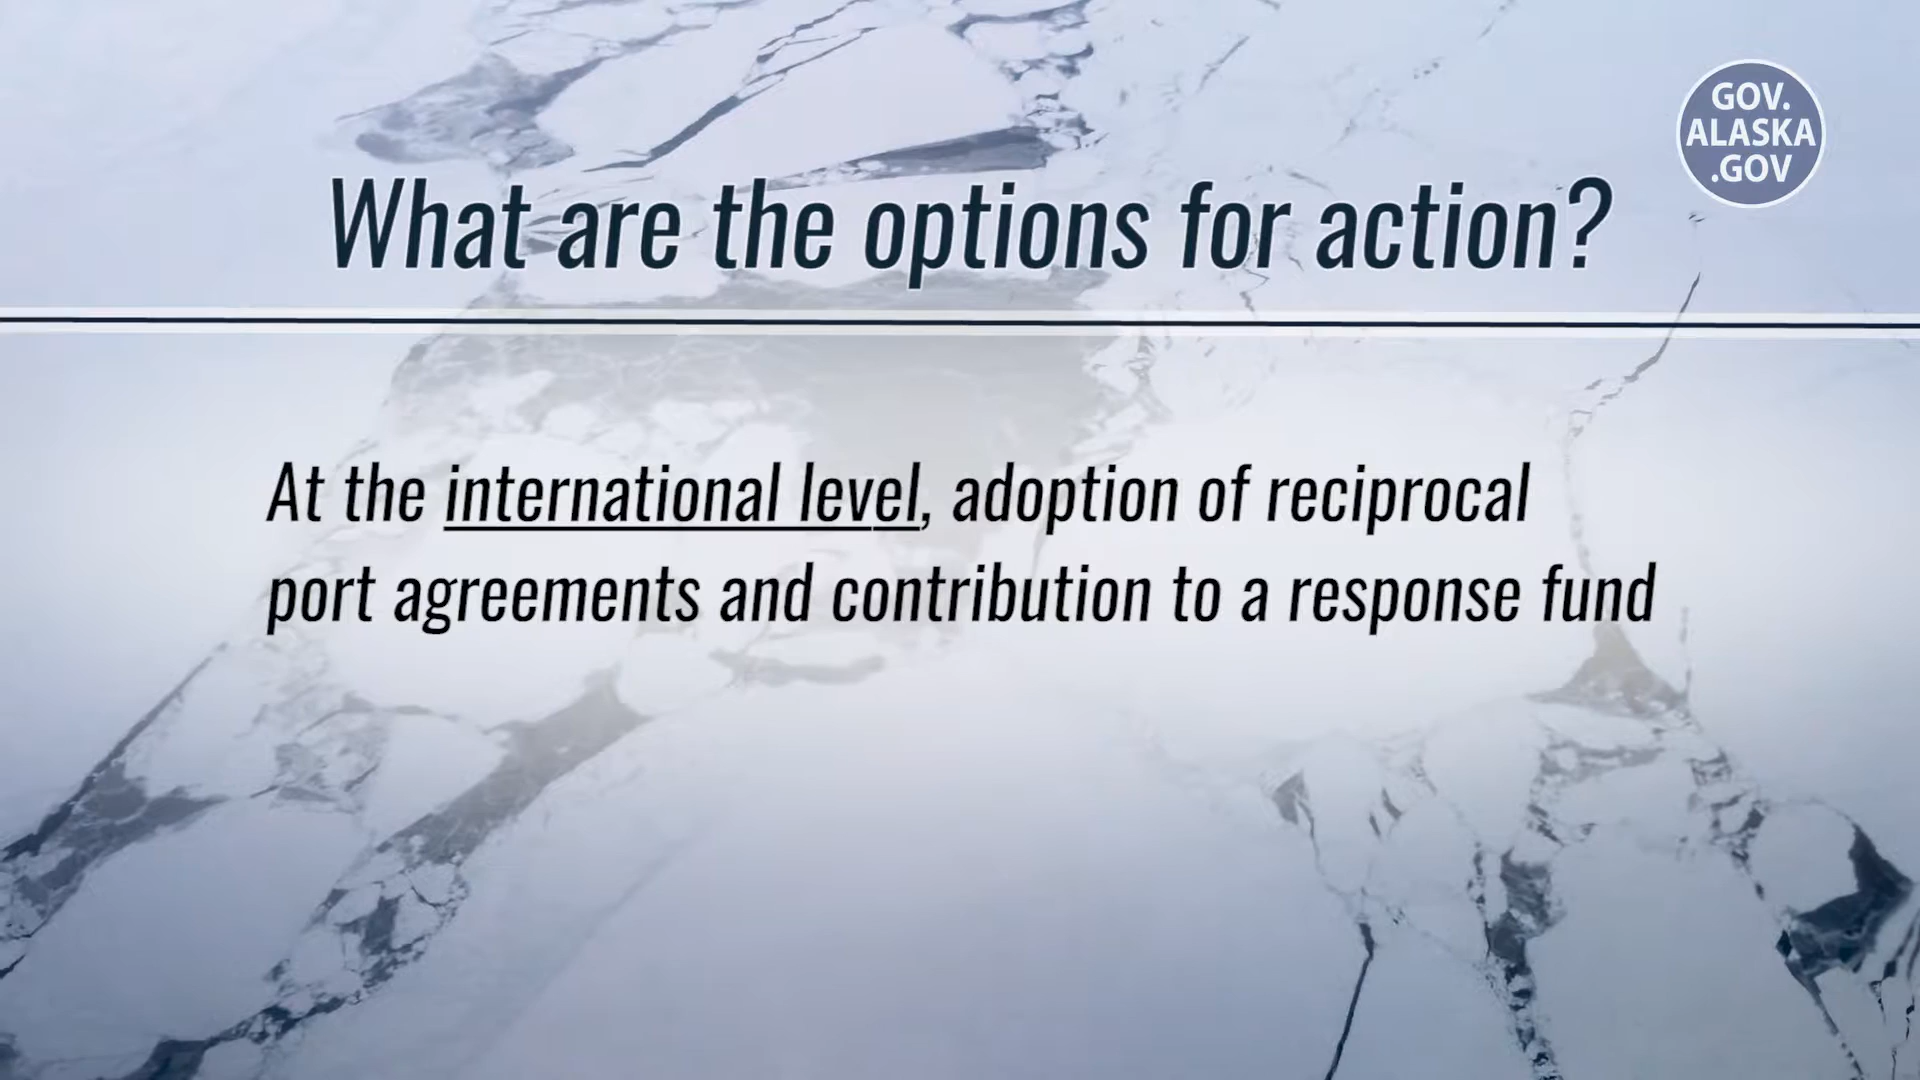 GOV.
ALASKA
.GOV
What are the options for action?
At the international level, adoption of reciprocal
port agreements and contribution to a response fund